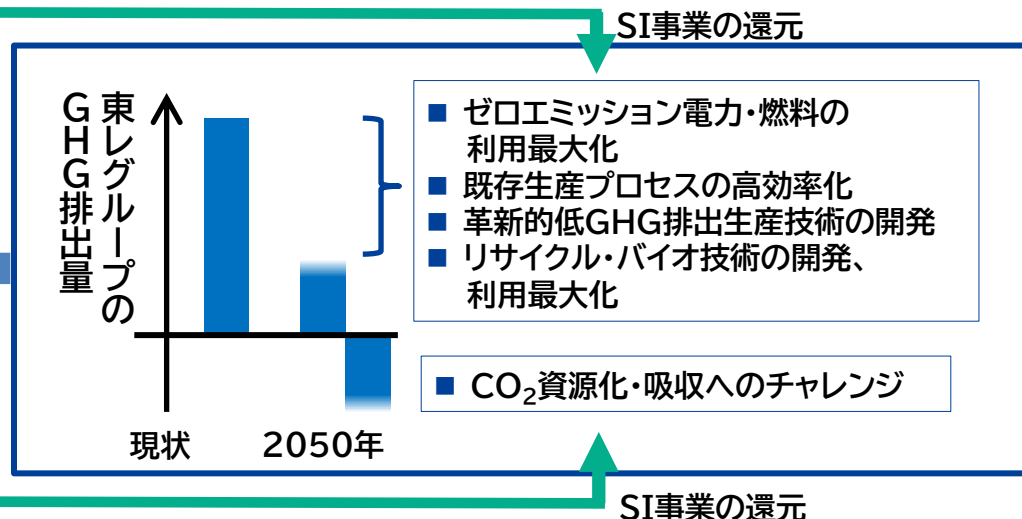 SI事業の還元
東レグループの
GHG排出量
■ ゼロエミッション電力・燃料の
利用最大化
■ 既存生産プロセスの高効率化
■ 革新的低GHG排出生産技術の開発
■ リサイクル・バイオ技術の開発、
利用最大化
■ CO₂資源化・吸収へのチャレンジ
現状
2050年
SI事業の還元